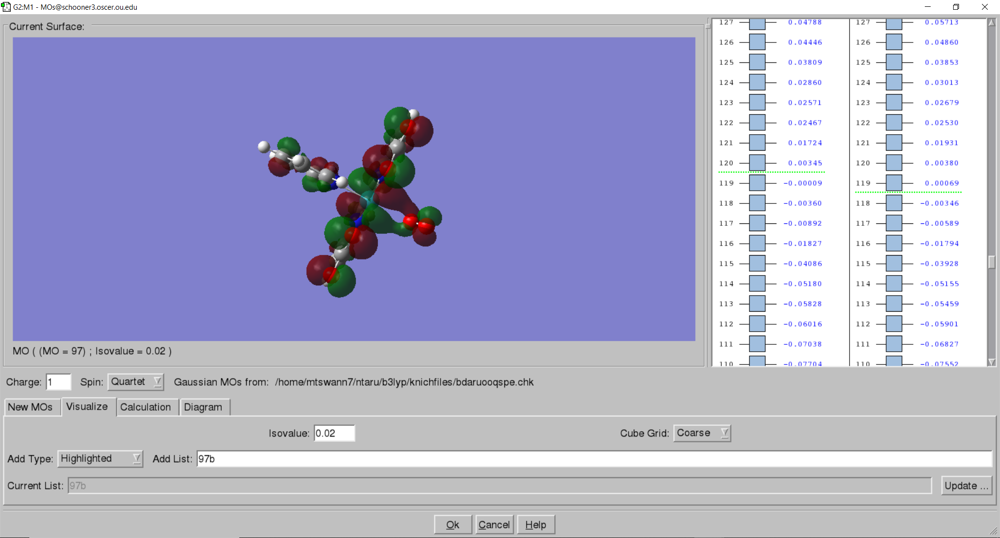 G2:M1 - MOs@schooner3.oscer.ou.edu
Current Surface:
MO ( (MO = 97) ; Isovalue = 0.02 )
127 0.04788 127 0.05713
126 0.04446 126 0.04860
125 0.03809 125 0.03853
124 0.02860 124 0.03013
123 0.02571 123 0.02679
122 0.02467 122 0.02530
121 0.01724 121 0.01931
120 0.00345 120 0.00380
119 -0.00009 119 0.00069
118 -0.00360 118 -0.00346
117 -0.00892 117 -0.00589
116 -0.01827 116 -0.01794
115 -0.04086 115 -0.03928
114 -0.05180 114 -0.05155
113 -0.05828 113 -0.05459
112 -0.06016 112 -0.05901
111 -0.07038 111 -0.06827
110 -0.07704 110 -0.07552
Charge: 1 Spin: Quartet Gaussian MOs from: /home/mtswann7/ntaru/b3lyp/knichfiles/bdaruooqspe.chk
New MOs Visualize Calculation Diagram
Isovalue: 0.02 Cube Grid: Coarse
Add Type: Highlighted Add List: 97b
Current List: 97b Update ...
Ok Cancel Help